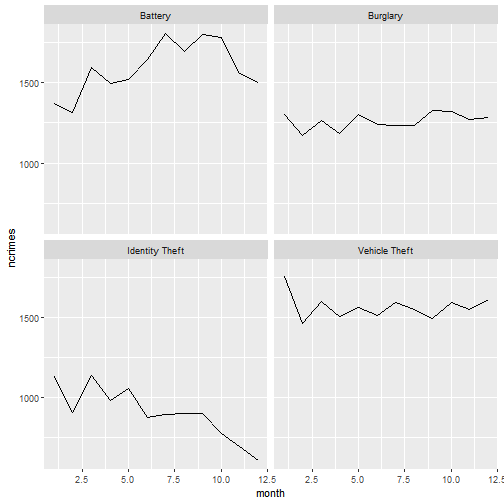 Battery
Burglary
1500
1000
Identity Theft
Vehicle Theft
1500
1000
2.5 5.0 7.5 10.0 12.5 2.5 5.0 7.5 10.0 12.5
month
ncrimes